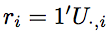 r_i = 1'U_{·,i}